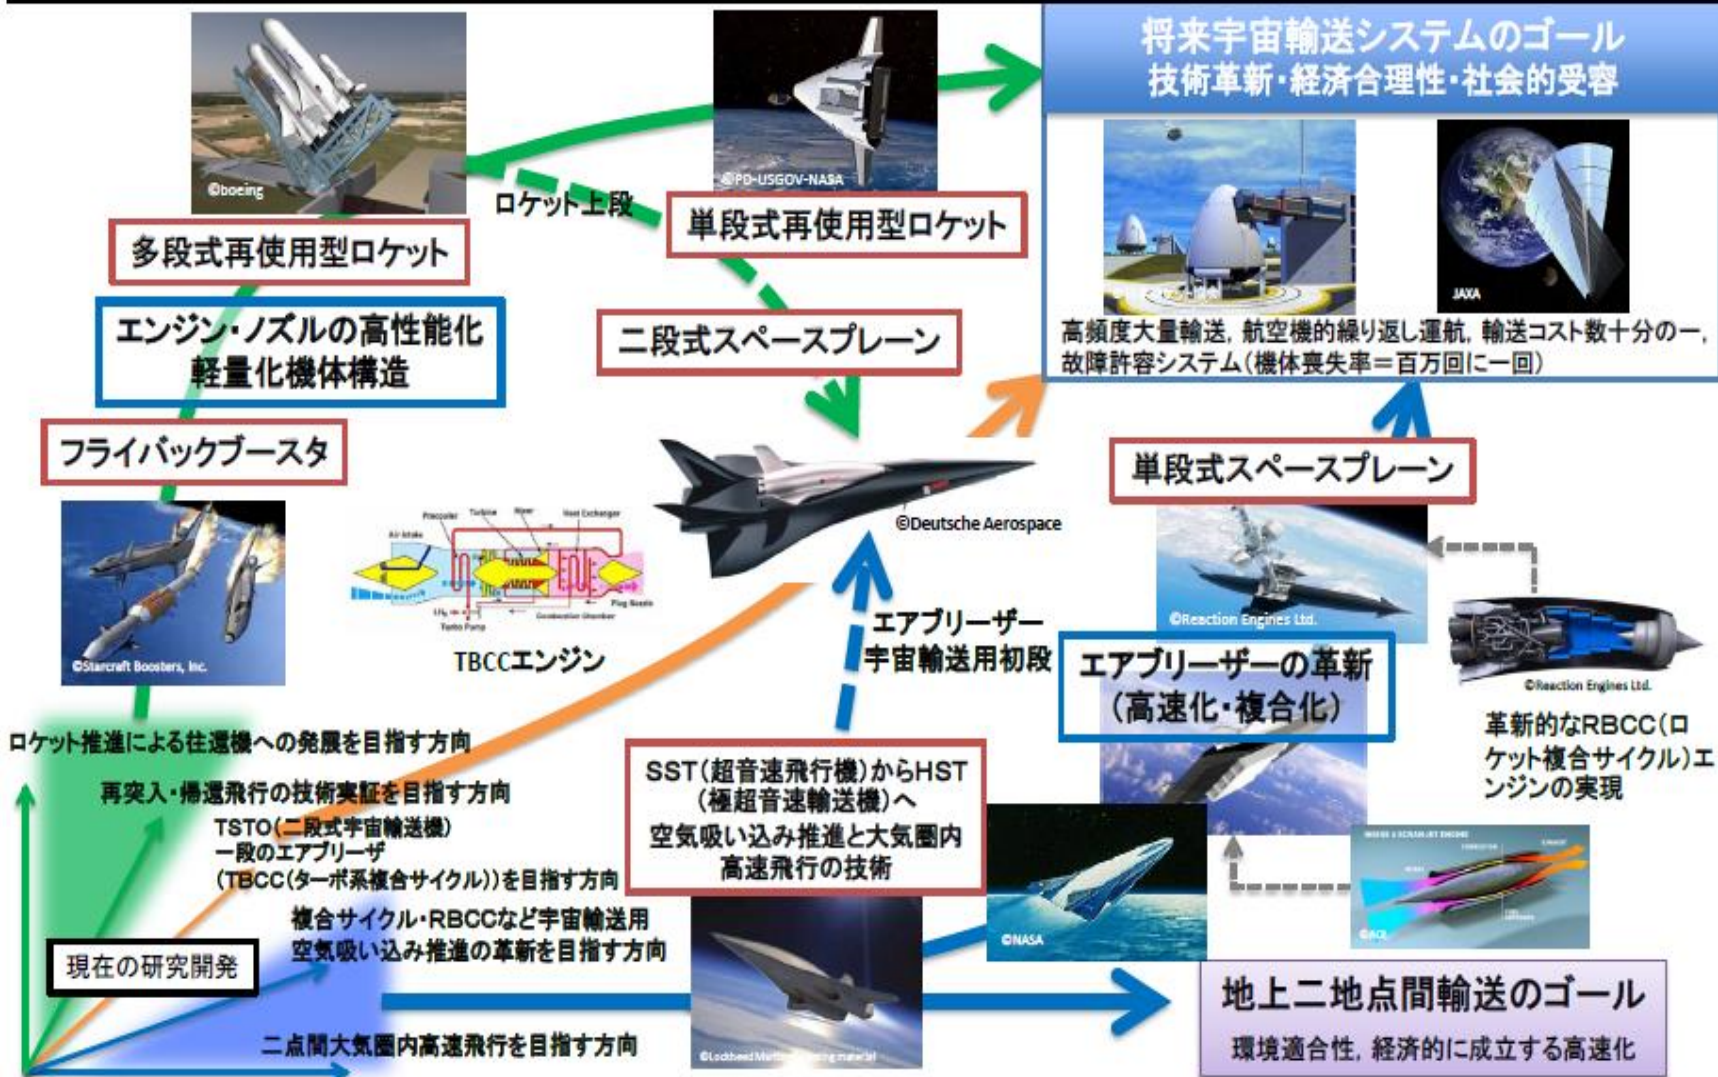 将来宇宙輸送システムのゴール
技術革新・経済合理性・社会的受容
©boeing
©PD-USGOV-NASA
ロケット上段
多段式再使用型ロケット
単段式再使用型ロケット
JAXA
エンジン・ノズルの高性能化
軽量化機体構造
二段式スペースプレーン
高頻度大量輸送, 航空機的繰り返し運航, 輸送コスト数十分の一,
故障許容システム(機体喪失率=百万回に一回)
フライバックブースタ
単段式スペースプレーン
©Starcraft Boosters, Inc.
Air Intake
Precooler
Turbine
Mixer
Heat Exchanger
Plug Nozzle
Combustion Chamber
Turbo Pump
TBCCエンジン
©Deutsche Aerospace
©Reaction Engines Ltd.
エアブリーザー
宇宙輸送用初段
エアブリーザーの革新
(高速化・複合化)
©Reaction Engines Ltd.
革新的なRBCC(ロ
ケット複合サイクル)エ
ンジンの実現
ロケット推進による往還機への発展を目指す方向
再突入・帰還飛行の技術実証を目指す方向
TSTO(二段式宇宙輸送機)
一段のエアブリーザ
(TBCC(ターボ系複合サイクル))を目指す方向
複合サイクル・RBCCなど宇宙輸送用
空気吸い込み推進の革新を目指す方向
現在の研究開発
二点間大気圏内高速飛行を目指す方向
SST(超音速飛行機)からHST
(極超音速輸送機)へ
空気吸い込み推進と大気圏内
高速飛行の技術
©NASA
地上二地点間輸送のゴール
環境適合性, 経済的に成立する高速化